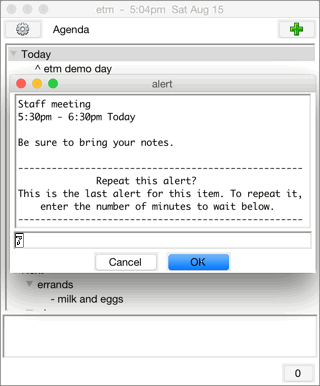 etm - 5:04pm Sat Aug 15
Agenda
Today
^ etm demo day
alert
Staff meeting
5:30pm - 6:30pm Today
Be sure to bring your notes.
------------------------------------------------
Repeat this alert?
This is the last alert for this item. To repeat it,
enter the number of minutes to wait below.
------------------------------------------------
Cancel
OK
errands
- milk and eggs
0